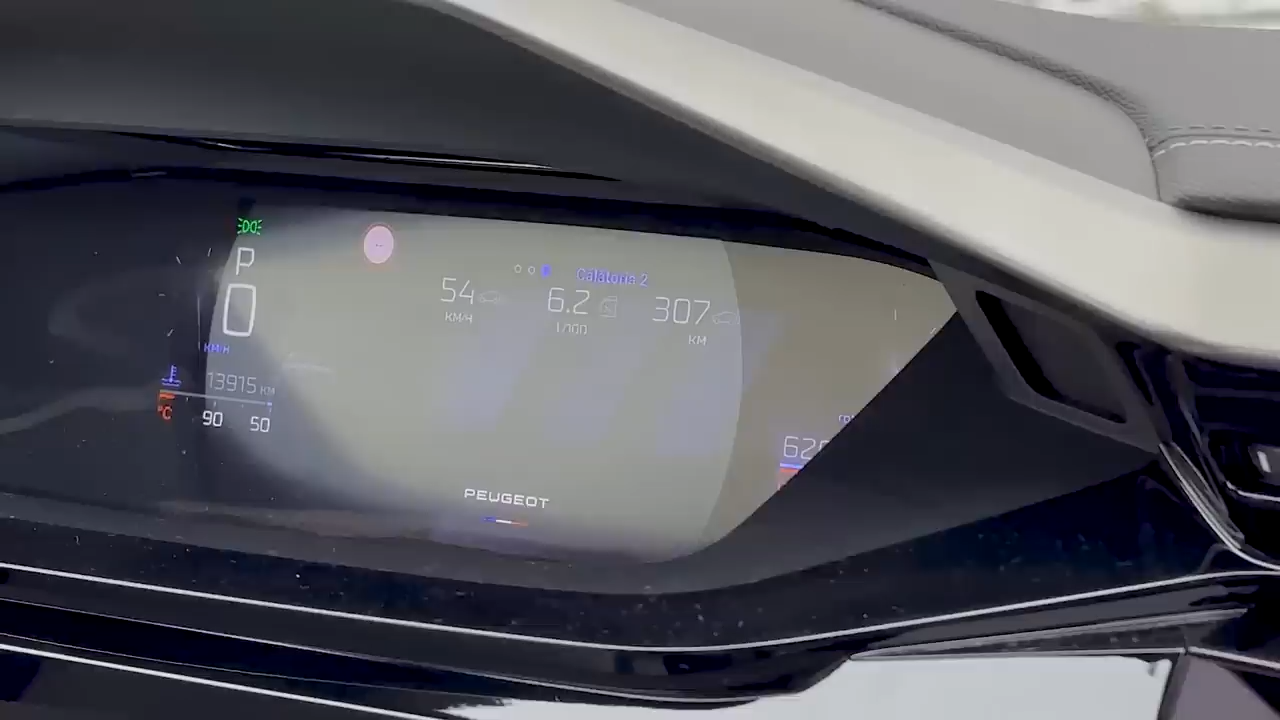 P
0
KM/H
13915 KM
°C
90 50
Călătoria 2
54 6.2 307
KM/H l/100 KM
PEUGEOT